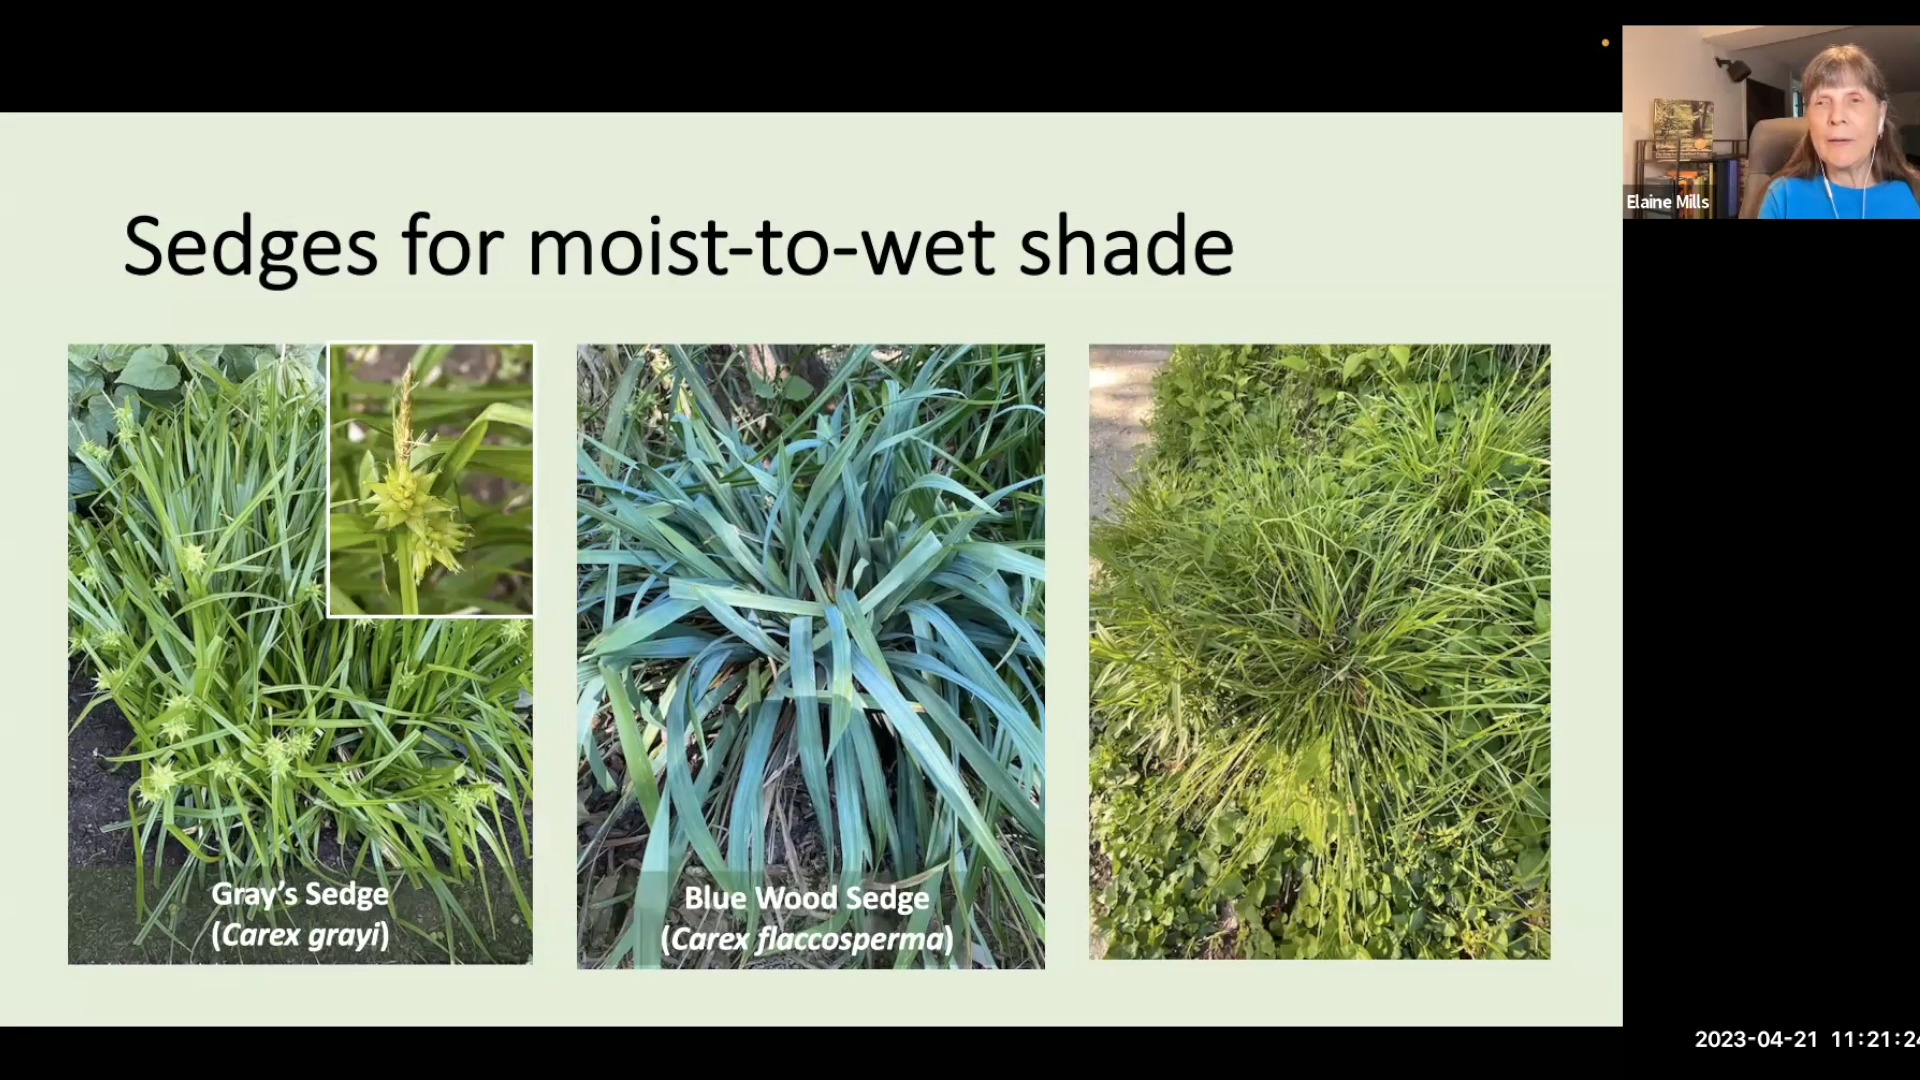 Elaine Mills
Sedges for moist-to-wet shade
Gray's Sedge
(Carex grayi)
Blue Wood Sedge
(Carex flaccosperma)
2023-04-21 11:21:24